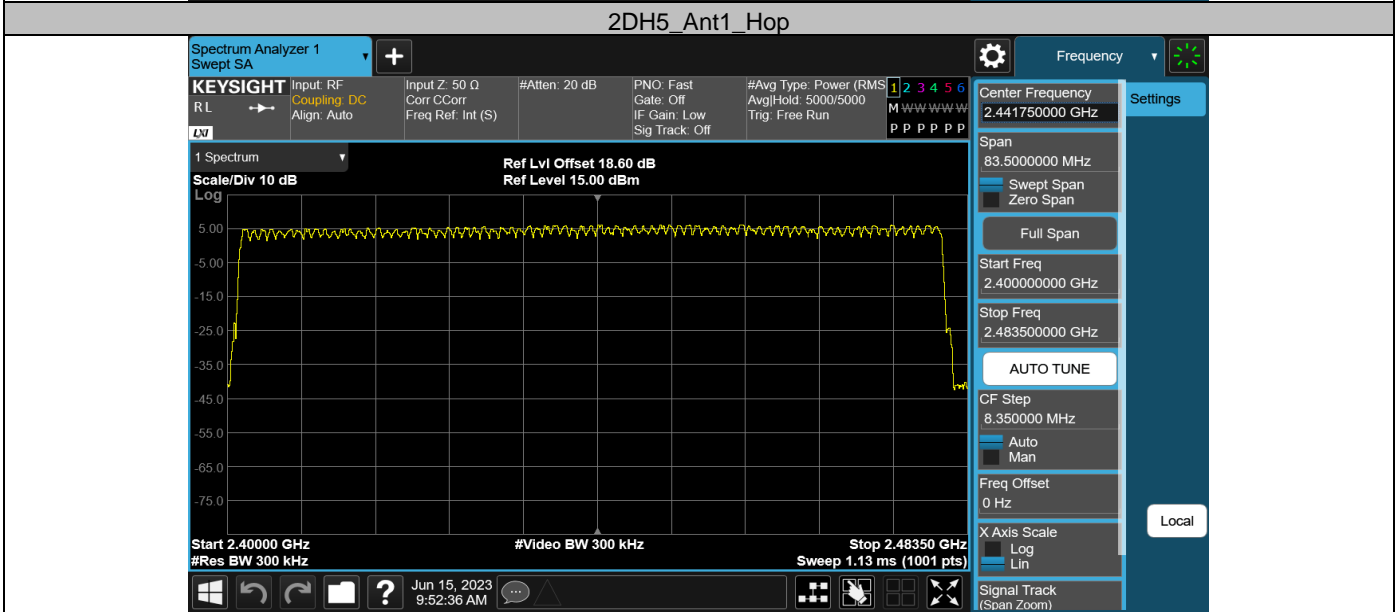 2DH5_Ant1_Hop
Spectrum Analyzer 1
Swept SA
Frequency
KEYSIGHT
R L
LXI
Input: RF
Coupling: DC
Align: Auto
Input Z: 50 Ω
Corr CCorr
Freq Ref: Int (S)
#Atten: 20 dB
PNO: Fast
Gate: Off
IF Gain: Low
Sig Track: Off
#Avg Type: Power (RMS
Avg|Hold: 5000/5000
Trig: Free Run
1 2 3 4 5 6
M W W W W W
P P P P P P
1 Spectrum
Scale/Div 10 dB
Ref Lvl Offset 18.60 dB
Ref Level 15.00 dBm
Log
5.00
-5.00
-15.0
-25.0
-35.0
-45.0
-55.0
-65.0
-75.0
Start 2.40000 GHz
#Res BW 300 kHz
#Video BW 300 kHz
Stop 2.48350 GHz
Sweep 1.13 ms (1001 pts)
Center Frequency
2.441750000 GHz
Settings
Span
83.5000000 MHz
Swept Span
Zero Span
Full Span
Start Freq
2.400000000 GHz
Stop Freq
2.483500000 GHz
AUTO TUNE
CF Step
8.350000 MHz
Auto
Man
Freq Offset
0 Hz
Local
X Axis Scale
Log
Lin
Signal Track
(Span Zoom)
?
Jun 15, 2023
9:52:36 AM